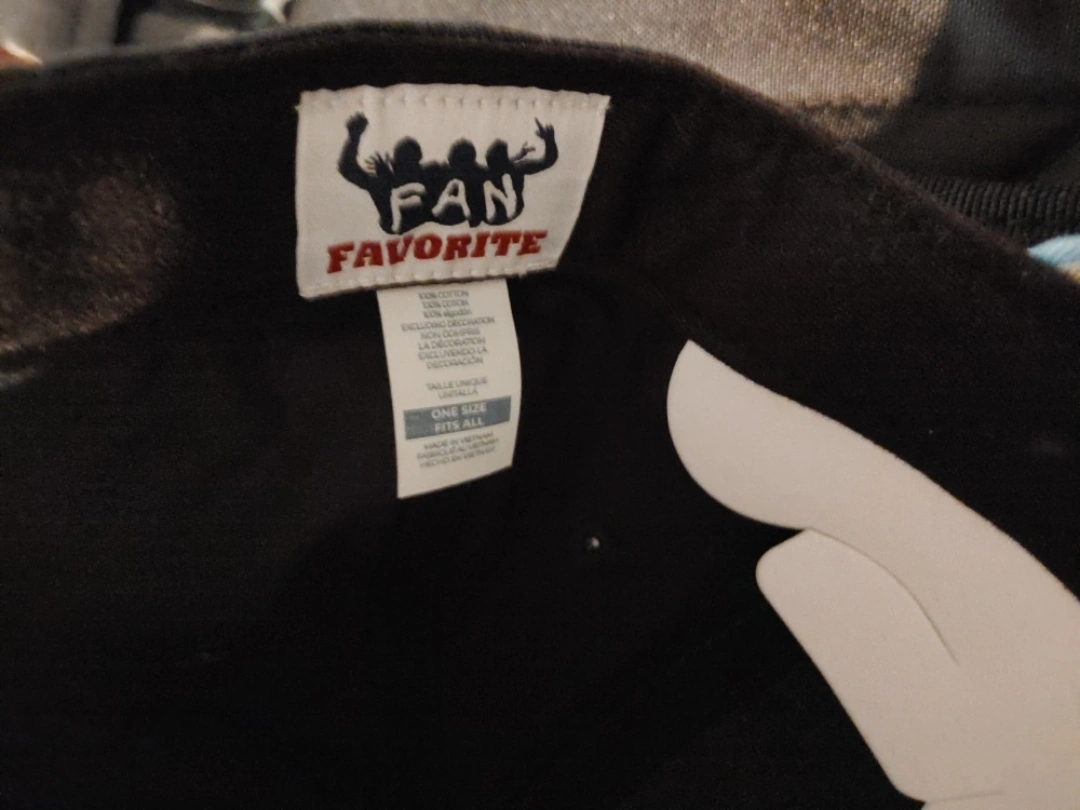 FAN
FAVORITE
100% COTTON
100% COTON
100% algodón
EXCLUDING DECORATION
NON COMPRIS
LA DÉCORATION
EXCLUYENDO LA
DECORACIÓN
TAILLE UNIQUE
UNITALLA
ONE SIZE
FITS ALL
MADE IN VIETNAM
FABRIQUÉ AU VIETNAM
HECHO EN VIETNAM